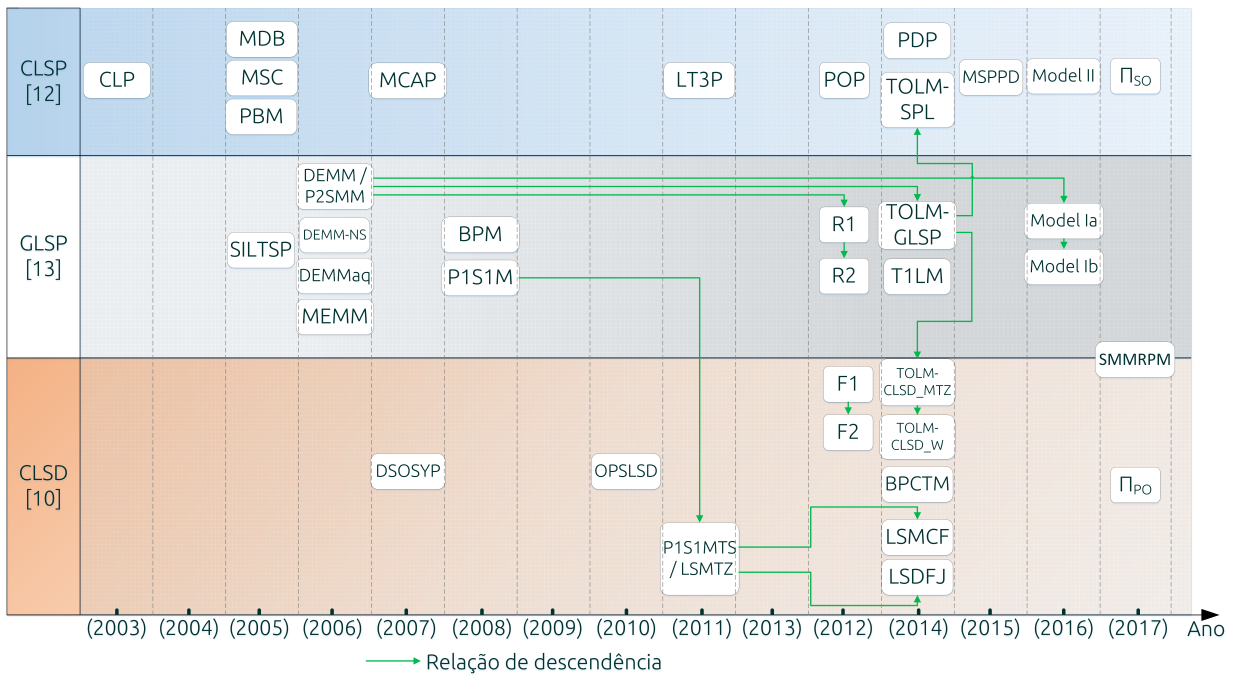 CLSP
[12]
CLP
MDB
MSC
PBM
MCAP
LT3P
POP
PDP
TOLM-
SPL
MSPPD
Model II
ΠSO
GLSP
[13]
SILTSP
DEMM /
P2SMM
DEMM-NS
DEMMaq
MEMM
BPM
P1S1M
R1
R2
TOLM-
GLSP
T1LM
Model Ia
Model Ib
SMMRPM
CLSD
[10]
DSOSYP
OPSLSD
P1S1MTS
/ LSMTZ
F1
F2
TOLM-
CLSD_MTZ
TOLM-
CLSD_W
BPCTM
LSMCF
LSDFJ
ΠPO
(2003) (2004) (2005) (2006) (2007) (2008) (2009) (2010) (2011) (2013) (2012) (2014) (2015) (2016) (2017) Ano
Relação de descendência